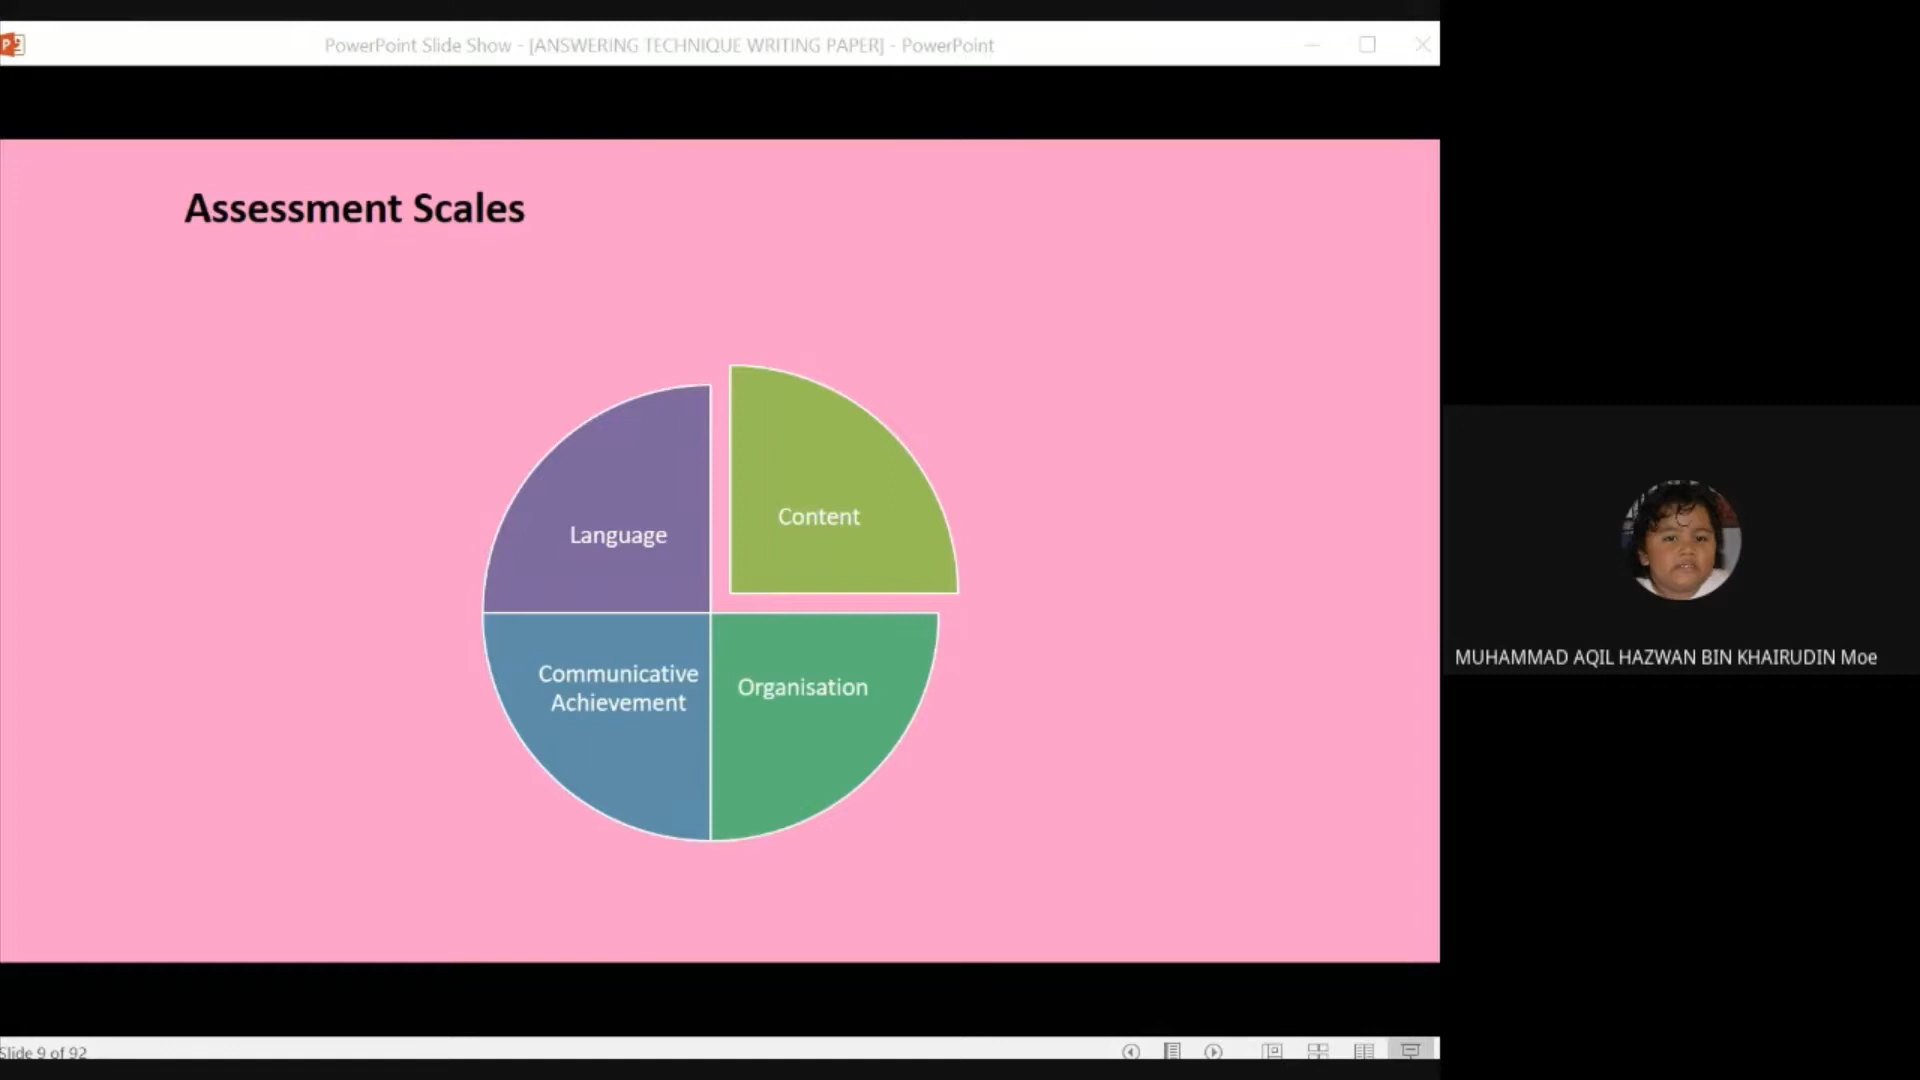 PowerPoint Slide Show - [ANSWERING TECHNIQUE WRITING PAPER] - PowerPoint
Assessment Scales
Content
Language
Communicative
Achievement
Organisation
MUHAMMAD AQIL HAZWAN BIN KHAIRUDIN Moe
Slide 9 of 92